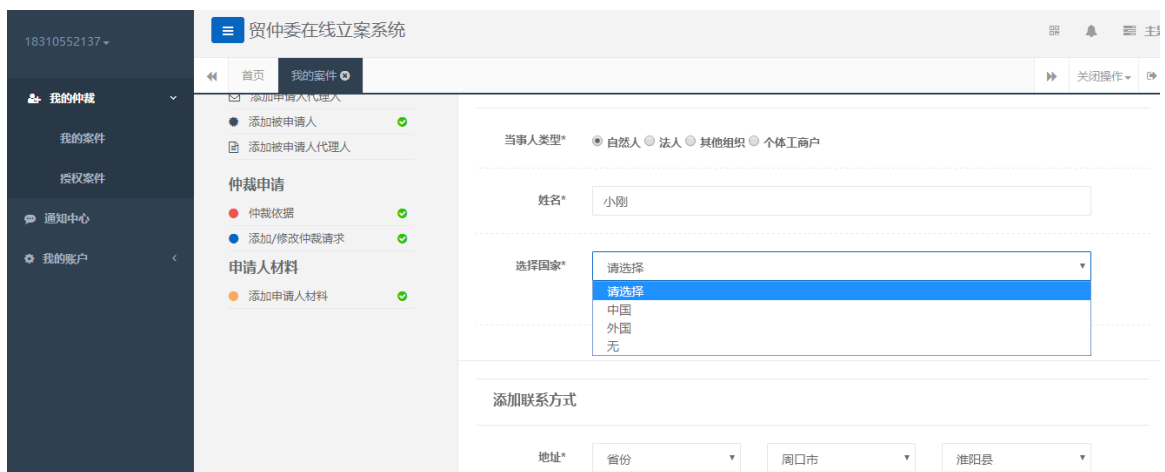 18310552137
贸仲委在线立案系统
主题
首页
我的案件
关闭操作
我的仲裁
我的案件
授权案件
通知中心
我的账户
添加申请人代理人
添加被申请人
添加被申请人代理人
仲裁申请
仲裁依据
添加/修改仲裁请求
申请人材料
添加申请人材料
当事人类型* 自然人 法人 其他组织 个体工商户
姓名* 小刚
选择国家* 请选择
请选择
中国
外国
无
添加联系方式
地址* 省份 周口市 淮阳县